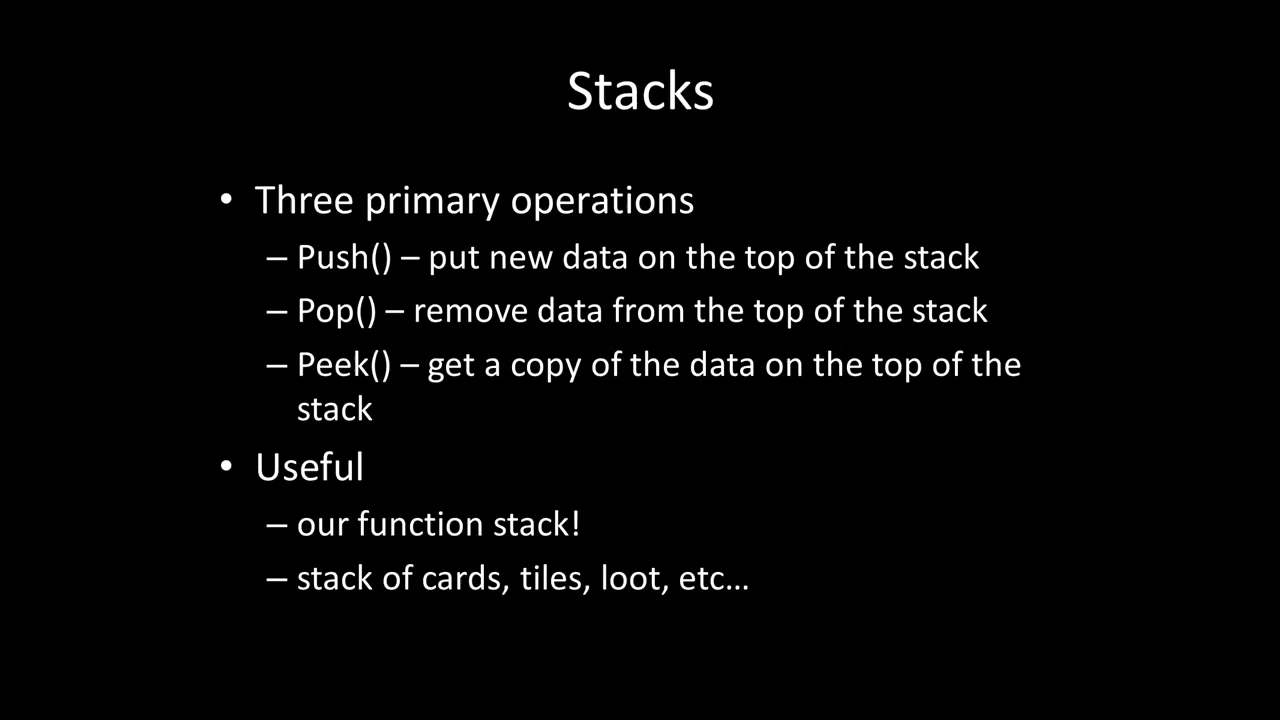 Stacks
• Three primary operations
– Push() – put new data on the top of the stack
– Pop() – remove data from the top of the stack
– Peek() – get a copy of the data on the top of the
stack
• Useful
– our function stack!
– stack of cards, tiles, loot, etc…